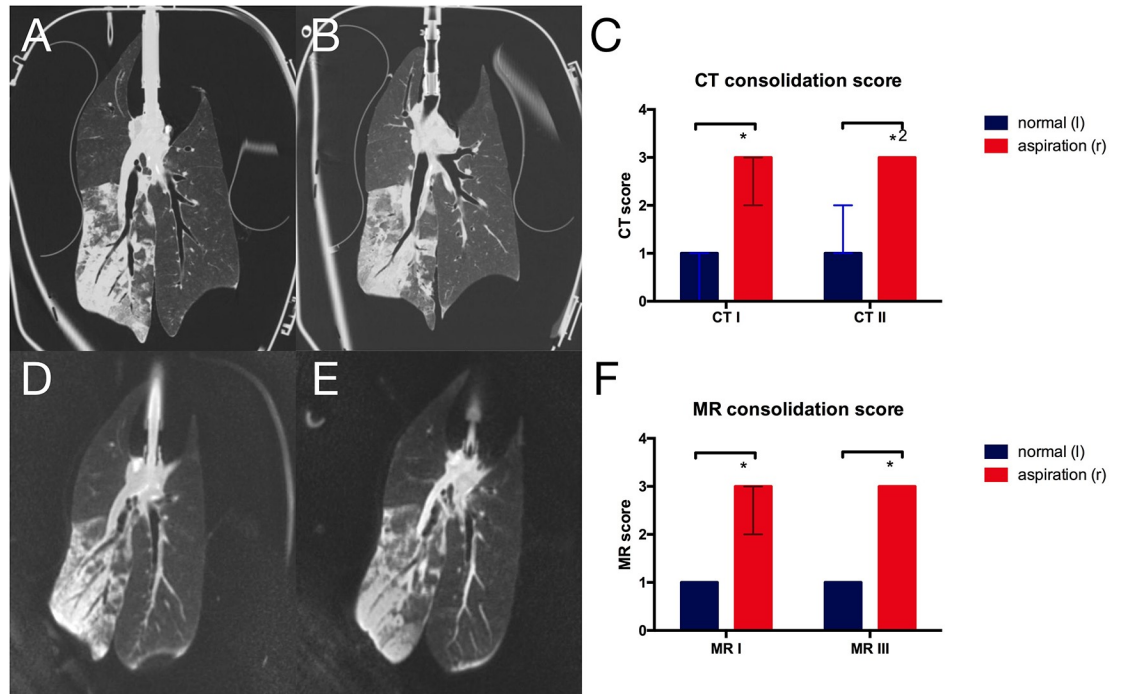 A
B
C
CT consolidation score
4
3
2
1
0
CT score
*
*2
CT I
CT II
normal (l)
aspiration (r)
D
E
F
MR consolidation score
4
3
2
1
0
MR score
*
*
MR I
MR III
normal (l)
aspiration (r)